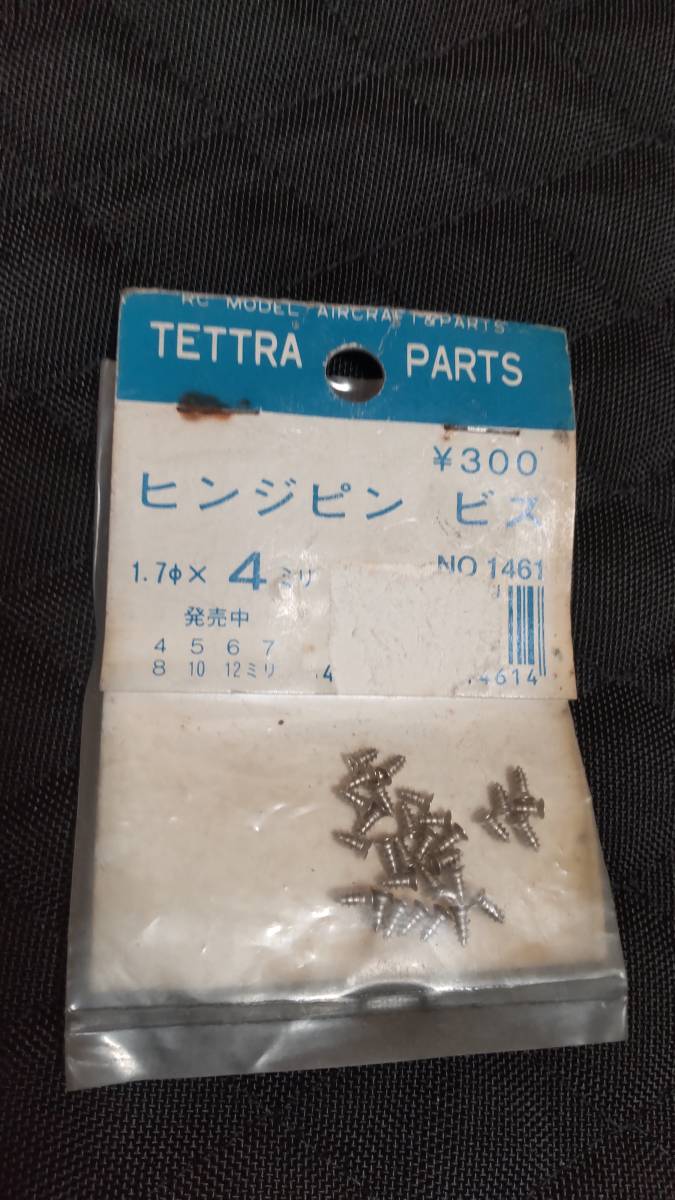 RC MODEL AIRCRAFT & PARTS
TETTRA PARTS
¥300
ヒンジピン ビス
1.7φ× 4 ミリ NO 1461
発売中
4 5 6 7
8 10 12ミリ
4614